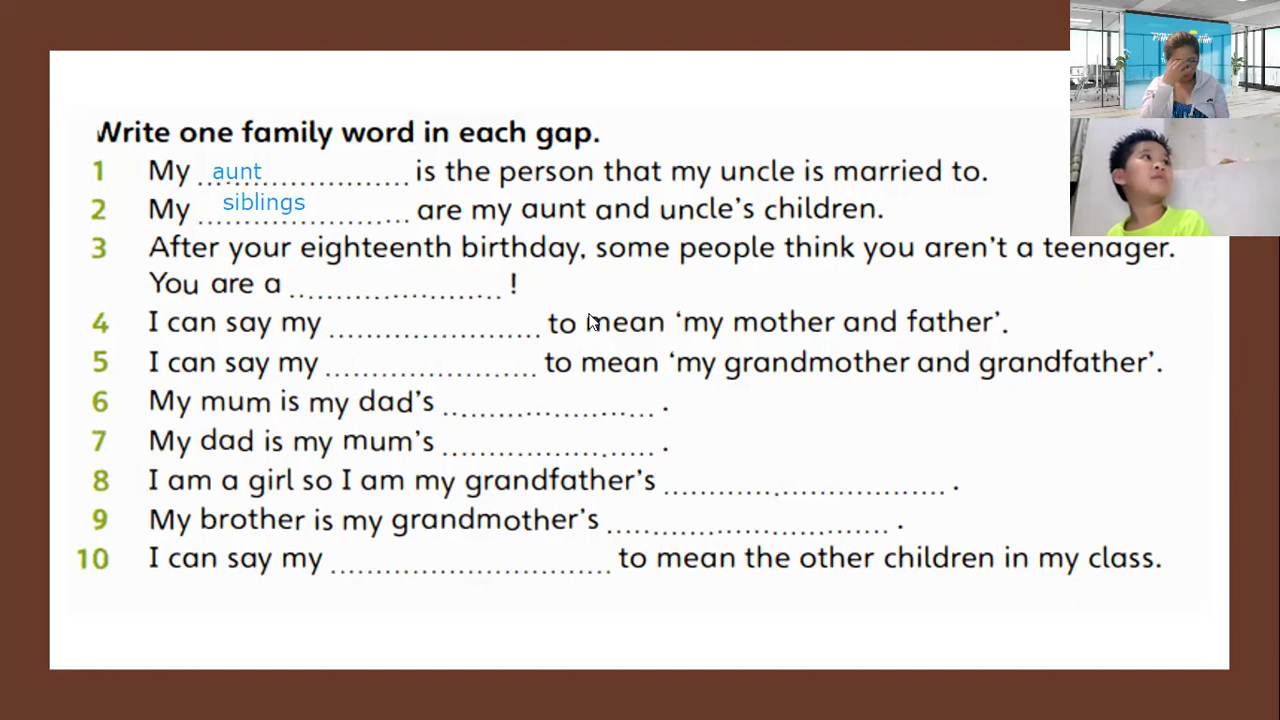 Write one family word in each gap.
1 My aunt is the person that my uncle is married to.
2 My siblings are my aunt and uncle's children.
3 After your eighteenth birthday, some people think you aren't a teenager.
You are a ........................ !
4 I can say my ........................ to mean 'my mother and father'.
5 I can say my ........................ to mean 'my grandmother and grandfather'.
6 My mum is my dad's ........................ .
7 My dad is my mum's ........................ .
8 I am a girl so I am my grandfather's ................................ .
9 My brother is my grandmother's ................................ .
10 I can say my ................................ to mean the other children in my class.